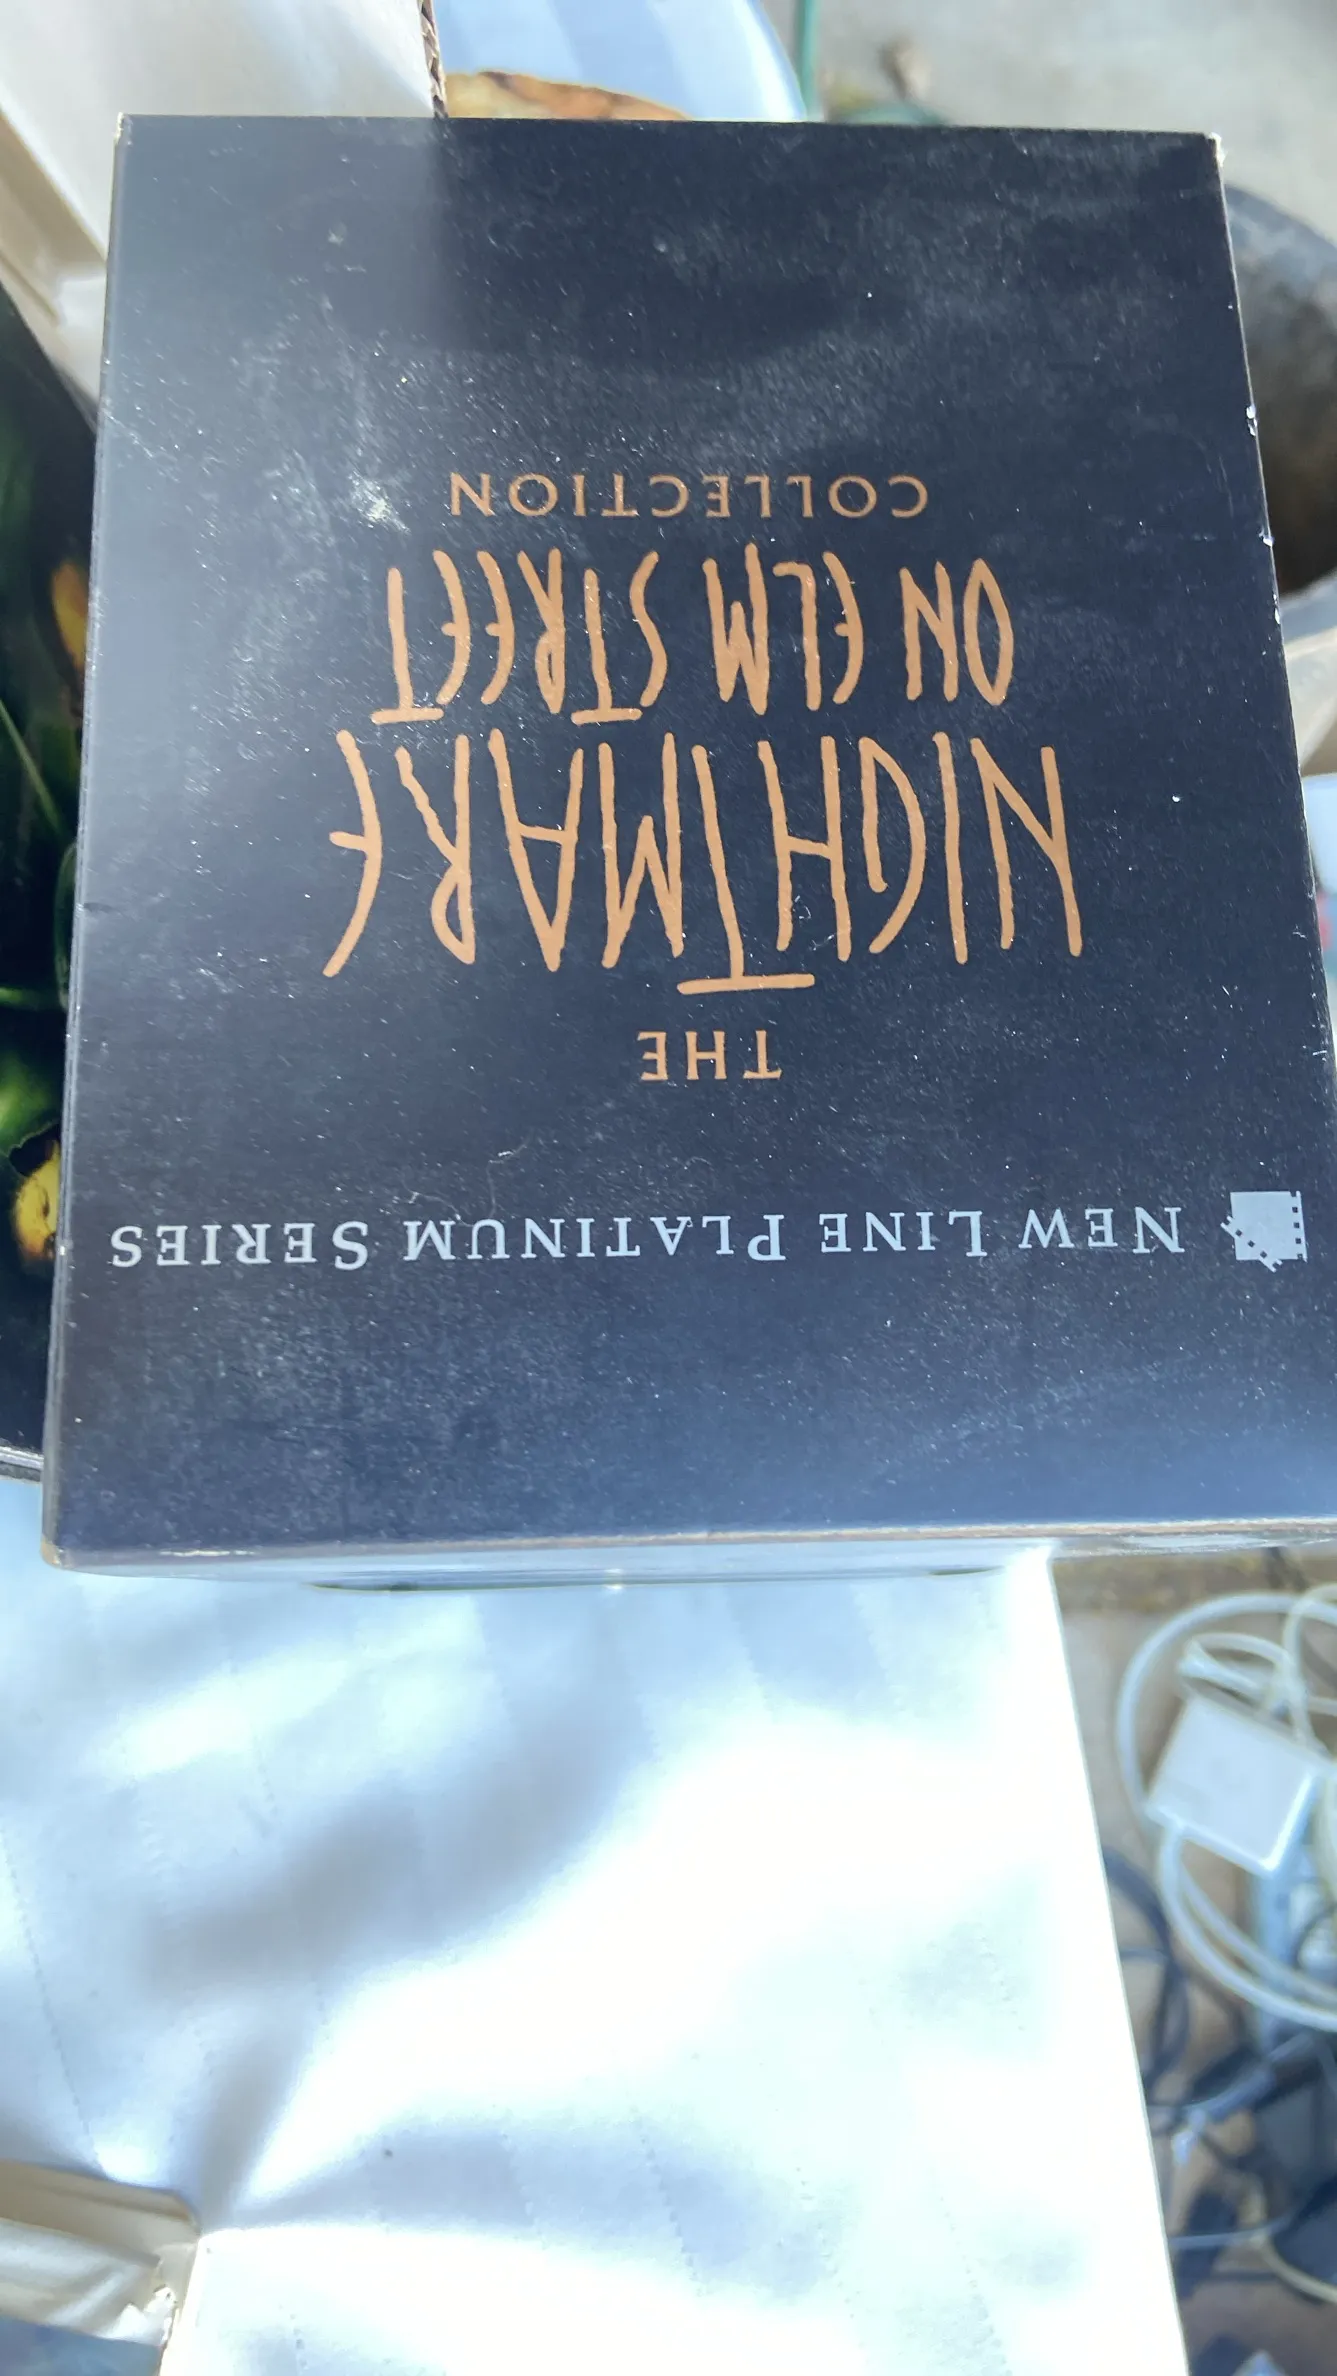 NEW LINE PLATINUM SERIES
THE
NIGHTMARE
ON ELM STREET
COLLECTION